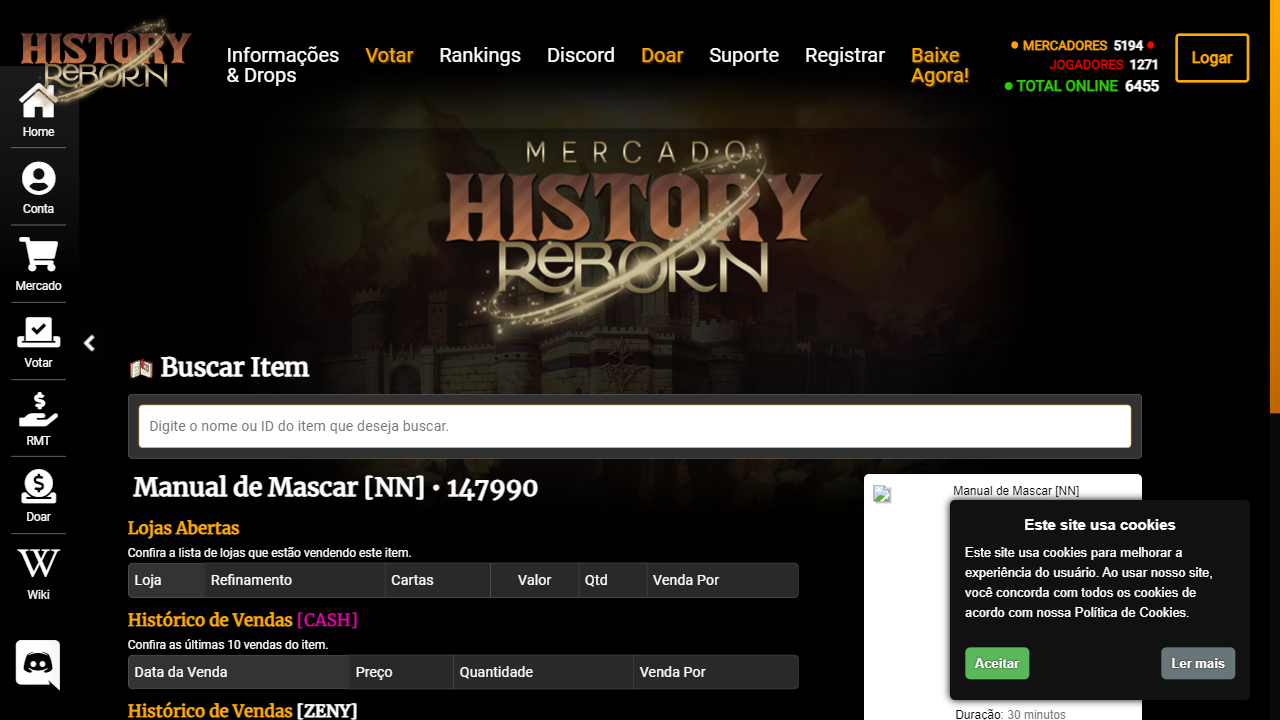 HISTORY
REBORN
Informações
& Drops
Votar
Rankings
Discord
Doar
Suporte
Registrar
Baixe
Agora!
MERCADORES 5194
JOGADORES 1271
TOTAL ONLINE 6455
Logar
Home
Conta
Mercado
Votar
RMT
Doar
Wiki
MERCADO
HISTORY
REBORN
Buscar Item
Digite o nome ou ID do item que deseja buscar.
Manual de Mascar [NN] • 147990
Lojas Abertas
Confira a lista de lojas que estão vendendo este item.
Loja Refinamento Cartas Valor Qtd Venda Por
Histórico de Vendas [CASH]
Confira as últimas 10 vendas do item.
Data da Venda Preço Quantidade Venda Por
Histórico de Vendas [ZENY]
Manual de Mascar [NN]
Este site usa cookies
Este site usa cookies para melhorar a
experiência do usuário. Ao usar nosso site,
você concorda com todos os cookies de
acordo com nossa Política de Cookies.
Aceitar
Ler mais
Duração: 30 minutos